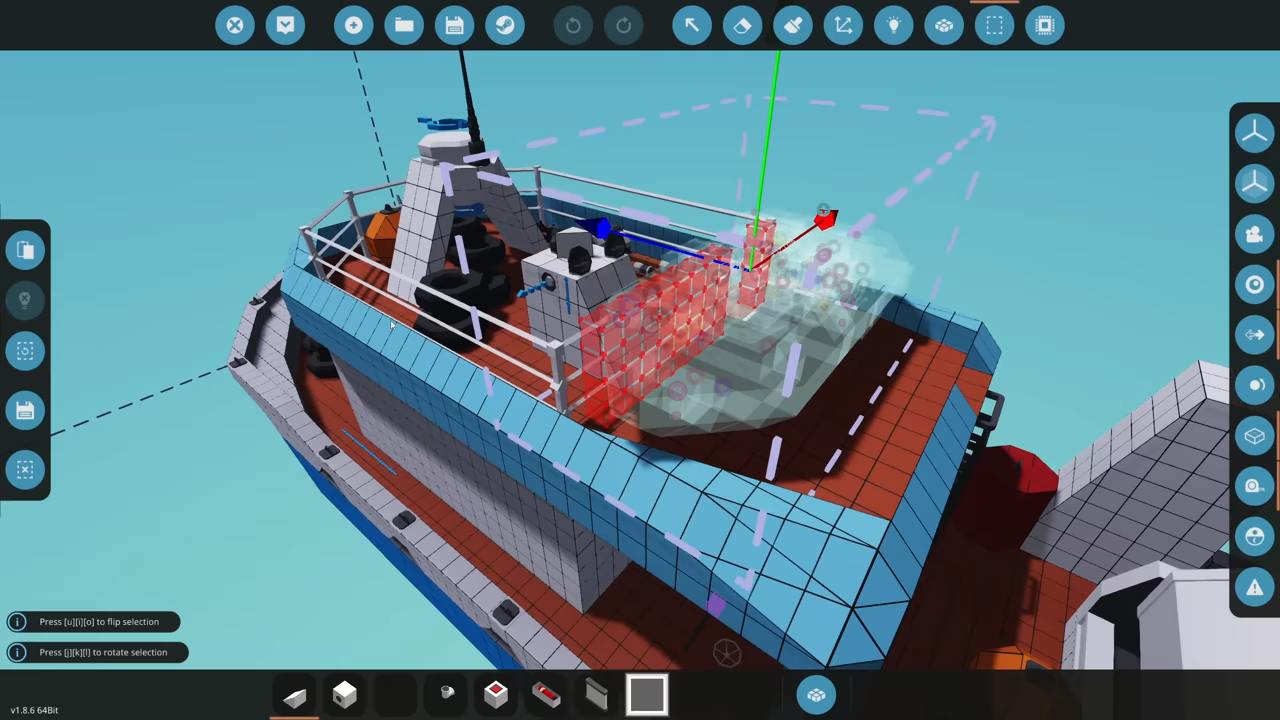 Press [u][i][o] to flip selection
Press [j][k][l] to rotate selection
v1.8.6 64Bit